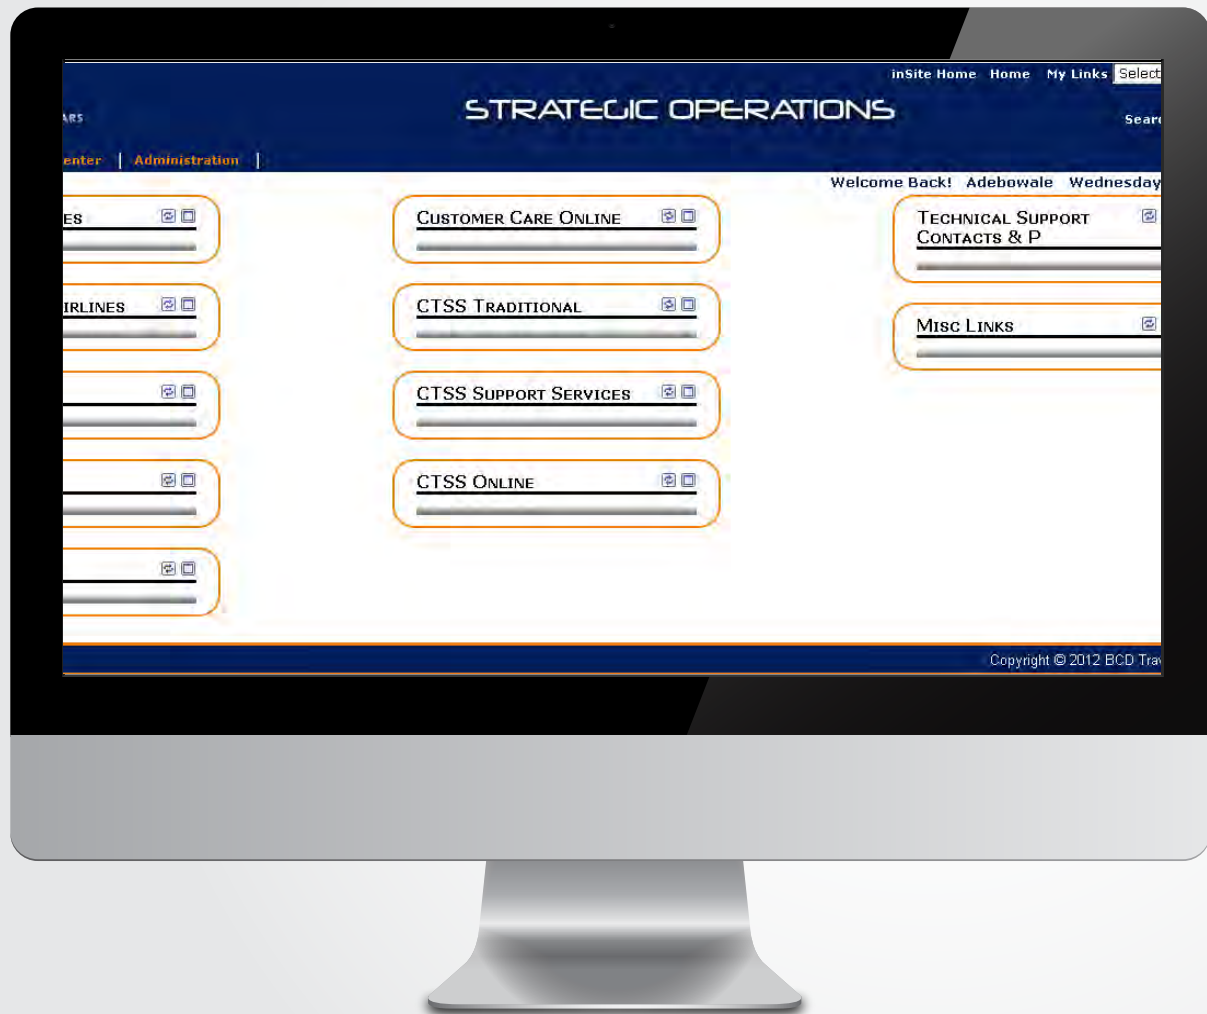 inSite Home Home My Links Select
STRATEGIC OPERATIONS
ARS
Sear
enter | Administration |
Welcome Back! Adebowale Wednesday
ES
CUSTOMER CARE ONLINE
TECHNICAL SUPPORT
CONTACTS & P
IRLINES
CTSS TRADITIONAL
MISC LINKS
CTSS SUPPORT SERVICES
CTSS ONLINE
Copyright © 2012 BCD Tra